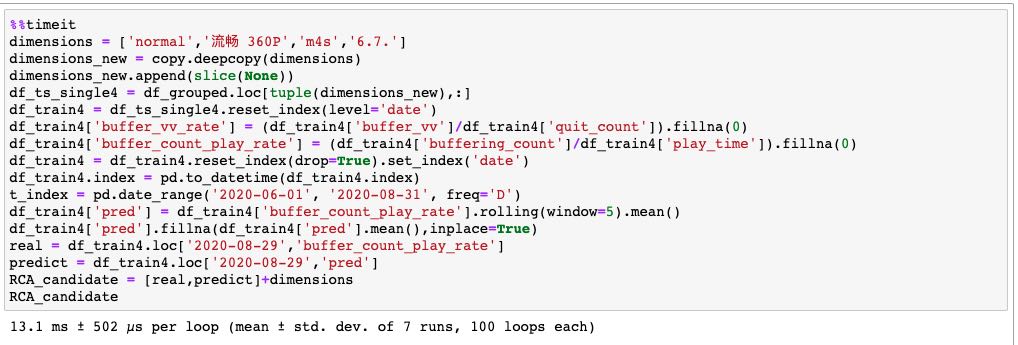 %%timeit
dimensions = ['normal','流畅 360P','m4s','6.7.']
dimensions_new = copy.deepcopy(dimensions)
dimensions_new.append(slice(None))
df_ts_single4 = df_grouped.loc[tuple(dimensions_new),:]
df_train4 = df_ts_single4.reset_index(level='date')
df_train4['buffer_vv_rate'] = (df_train4['buffer_vv']/df_train4['quit_count']).fillna(0)
df_train4['buffer_count_play_rate'] = (df_train4['buffering_count']/df_train4['play_time']).fillna(0)
df_train4 = df_train4.reset_index(drop=True).set_index('date')
df_train4.index = pd.to_datetime(df_train4.index)
t_index = pd.date_range('2020-06-01', '2020-08-31', freq='D')
df_train4['pred'] = df_train4['buffer_count_play_rate'].rolling(window=5).mean()
df_train4['pred'].fillna(df_train4['pred'].mean(),inplace=True)
real = df_train4.loc['2020-08-29','buffer_count_play_rate']
predict = df_train4.loc['2020-08-29','pred']
RCA_candidate = [real,predict]+dimensions
RCA_candidate
13.1 ms ± 502 µs per loop (mean ± std. dev. of 7 runs, 100 loops each)